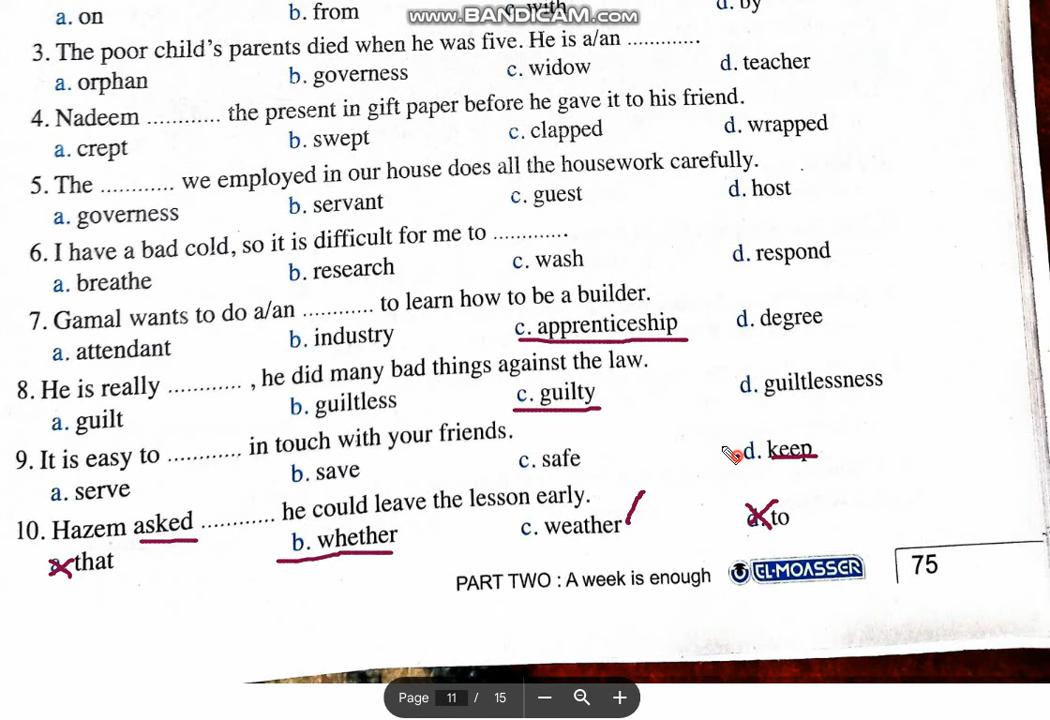 www.BANDICAM.com
a. on b. from c. with d. by
3. The poor child's parents died when he was five. He is a/an ............
a. orphan b. governess c. widow d. teacher
4. Nadeem ............ the present in gift paper before he gave it to his friend.
a. crept b. swept c. clapped d. wrapped
5. The ............ we employed in our house does all the housework carefully.
a. governess b. servant c. guest d. host
6. I have a bad cold, so it is difficult for me to ............
a. breathe b. research c. wash d. respond
7. Gamal wants to do a/an ............ to learn how to be a builder.
a. attendant b. industry c. apprenticeship d. degree
8. He is really ............ , he did many bad things against the law.
a. guilt b. guiltless c. guilty d. guiltlessness
9. It is easy to ............ in touch with your friends.
a. serve b. save c. safe d. keep
10. Hazem asked ............ he could leave the lesson early.
a. that b. whether c. weather d. to
PART TWO : A week is enough EL-MOASSER 75
Page 11 / 15